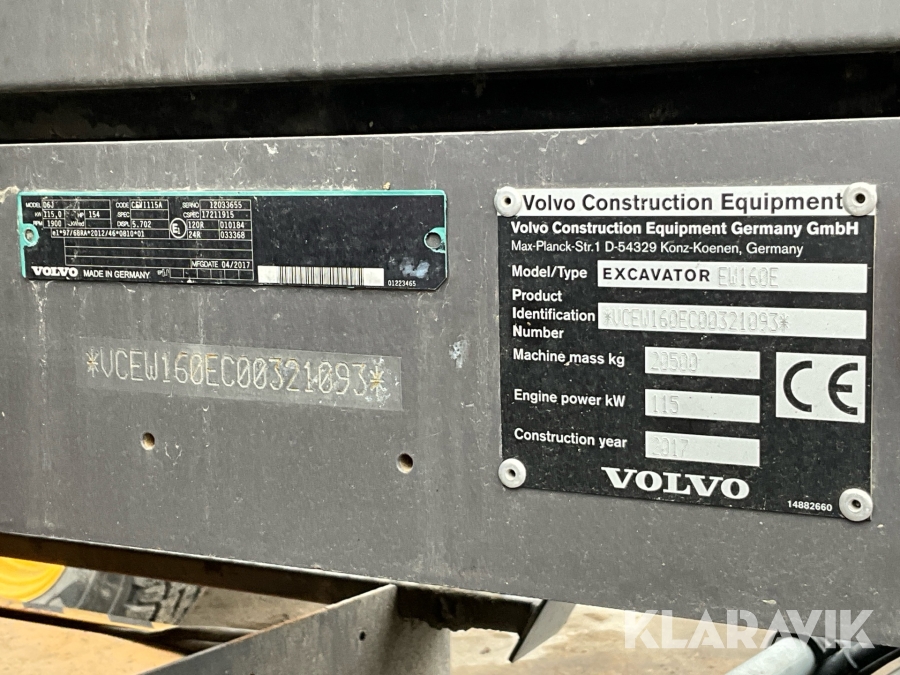 MODEL D6J CODE CEW1115A SERNO 12033655
KW 115,0 HP 154 SPEC CSPEC 17211915
RPM 1900 DISPL 5.702 E1 120R 010184
24R 033368
e1*97/68RA*2012/46*0810*01
MFGDATE 04/2017
VOLVO MADE IN GERMANY
01223465
*VCEW160EC00321093*
Volvo Construction Equipment
Volvo Construction Equipment Germany GmbH
Max-Planck-Str.1 D-54329 Konz-Koenen, Germany
Model/Type EXCAVATOR EW160E
Product
Identification *VCEW160EC00321093*
Number
Machine mass kg 20500
Engine power kW 115
CE
Construction year 2017
VOLVO
14882660
KLARAVIK